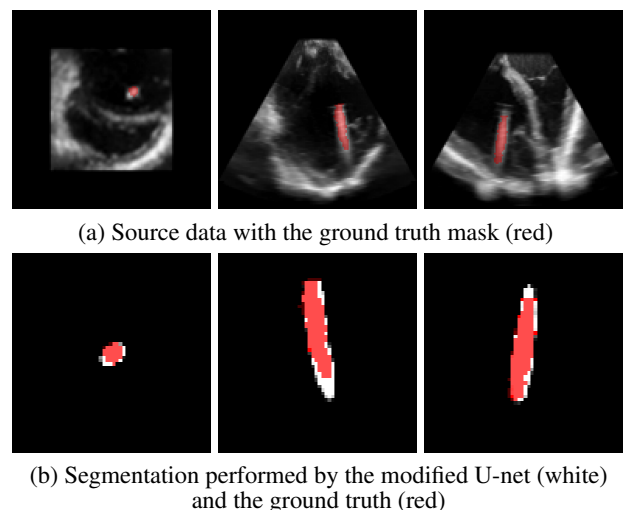 (a) Source data with the ground truth mask (red)
(b) Segmentation performed by the modified U-net (white)
and the ground truth (red)